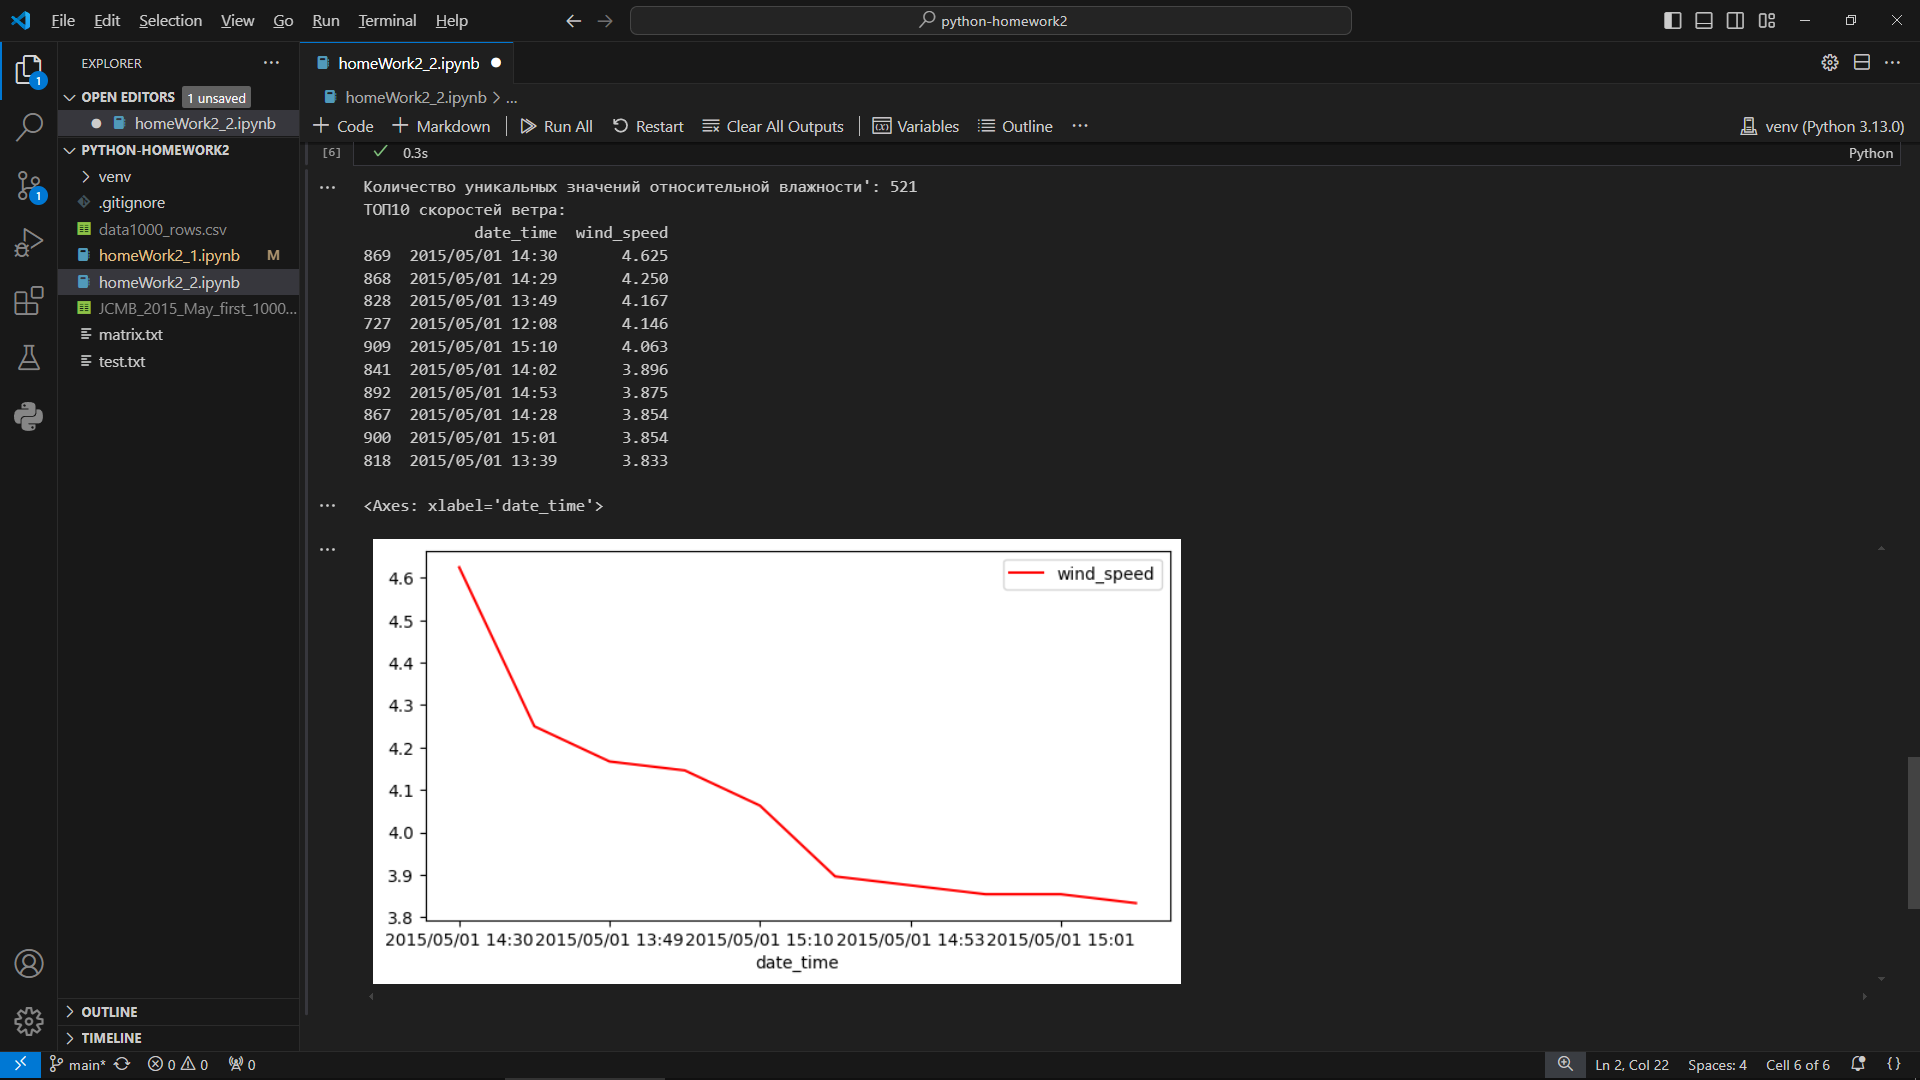 File Edit Selection View Go Run Terminal Help
python-homework2
EXPLORER
OPEN EDITORS 1 unsaved
homeWork2_2.ipynb
PYTHON-HOMEWORK2
venv
.gitignore
data1000_rows.csv
homeWork2_1.ipynb M
homeWork2_2.ipynb
JCMB_2015_May_first_1000...
matrix.txt
test.txt
OUTLINE
TIMELINE
1
1
homeWork2_2.ipynb
homeWork2_2.ipynb > ...
Code Markdown Run All Restart Clear All Outputs Variables Outline ...
venv (Python 3.13.0)
[6] 0.3s Python
Количество уникальных значений относительной влажности': 521
ТОП10 скоростей ветра:
date_time wind_speed
869 2015/05/01 14:30 4.625
868 2015/05/01 14:29 4.250
828 2015/05/01 13:49 4.167
727 2015/05/01 12:08 4.146
909 2015/05/01 15:10 4.063
841 2015/05/01 14:02 3.896
892 2015/05/01 14:53 3.875
867 2015/05/01 14:28 3.854
900 2015/05/01 15:01 3.854
818 2015/05/01 13:39 3.833
<Axes: xlabel='date_time'>
wind_speed
4.6
4.5
4.4
4.3
4.2
4.1
4.0
3.9
3.8
2015/05/01 14:30 2015/05/01 13:49 2015/05/01 15:10 2015/05/01 14:53 2015/05/01 15:01
date_time
main* 0 0 0
Ln 2, Col 22 Spaces: 4 Cell 6 of 6 {}